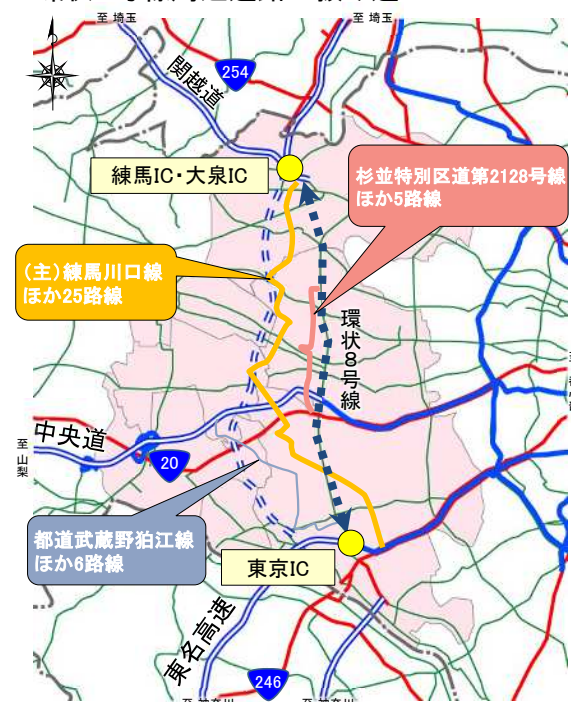 至 埼玉
至 埼玉
関越道
254
練馬IC・大泉IC
杉並特別区道第2128号線
ほか5路線
(主)練馬川口線
ほか25路線
環状8号線
中央道
至 山梨
20
都道武蔵野狛江線
ほか6路線
東京IC
東名高速
246